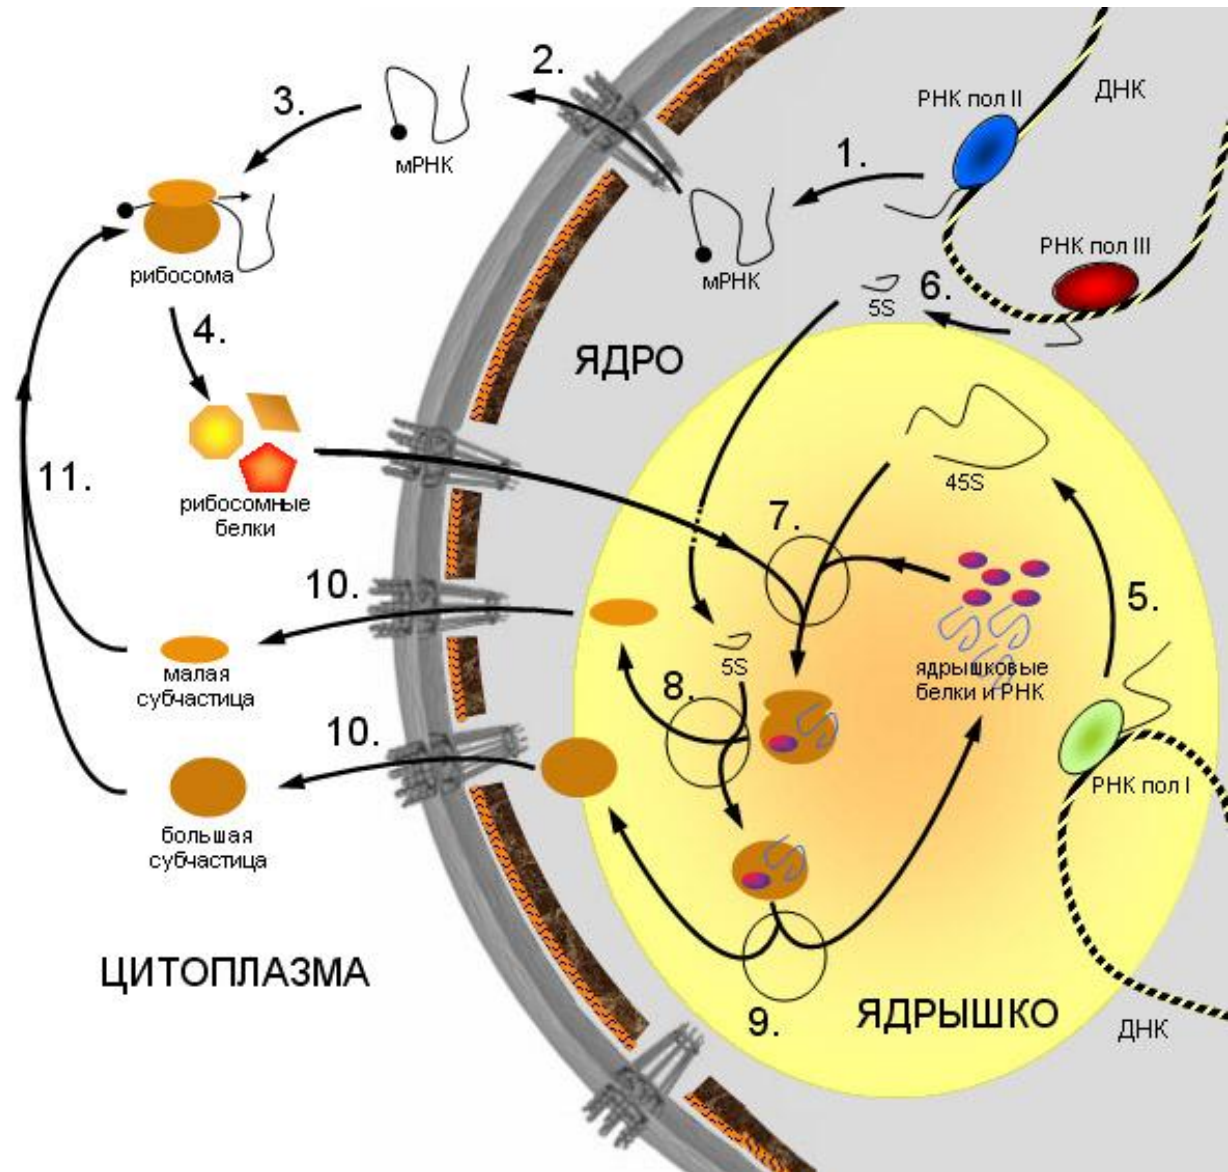 2.
ДНК
РНК пол II
3.
мРНК
1.
РНК пол III
рибосома
мРНК
5S
6.
4.
ЯДРО
45S
11.
рибосомные
белки
7.
10.
5.
малая
субчастица
5S
ядрышковые
белки и РНК
8.
10.
РНК пол I
большая
субчастица
ЦИТОПЛАЗМА
9.
ЯДРЫШКО
ДНК